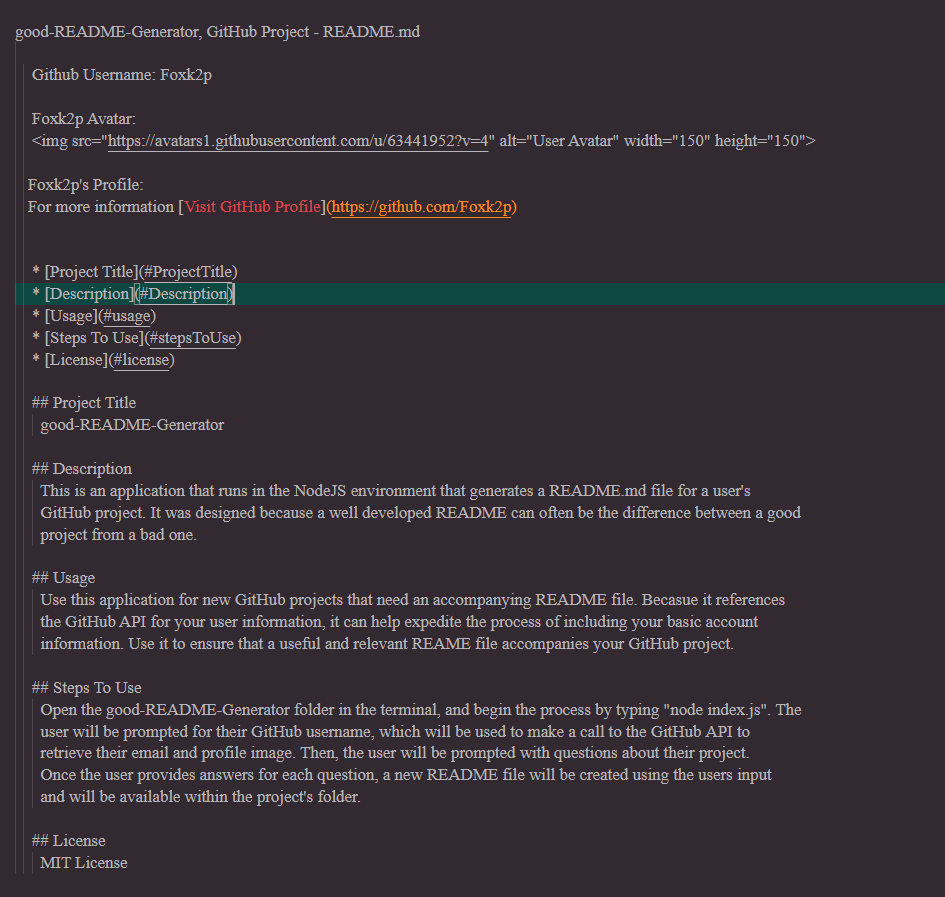 good-README-Generator, GitHub Project - README.md
Github Username: Foxk2p
Foxk2p Avatar:
<img src="https://avatars1.githubusercontent.com/u/63441952?v=4" alt="User Avatar" width="150" height="150">
Foxk2p's Profile:
For more information [Visit GitHub Profile](https://github.com/Foxk2p)
* [Project Title](#ProjectTitle)
* [Description](#Description)
* [Usage](#usage)
* [Steps To Use](#stepsToUse)
* [License](#license)
## Project Title
good-README-Generator
## Description
This is an application that runs in the NodeJS environment that generates a README.md file for a user's
GitHub project. It was designed because a well developed README can often be the difference between a good
project from a bad one.
## Usage
Use this application for new GitHub projects that need an accompanying README file. Becasue it references
the GitHub API for your user information, it can help expedite the process of including your basic account
information. Use it to ensure that a useful and relevant REAME file accompanies your GitHub project.
## Steps To Use
Open the good-README-Generator folder in the terminal, and begin the process by typing "node index.js". The
user will be prompted for their GitHub username, which will be used to make a call to the GitHub API to
retrieve their email and profile image. Then, the user will be prompted with questions about their project.
Once the user provides answers for each question, a new README file will be created using the users input
and will be available within the project's folder.
## License
MIT License